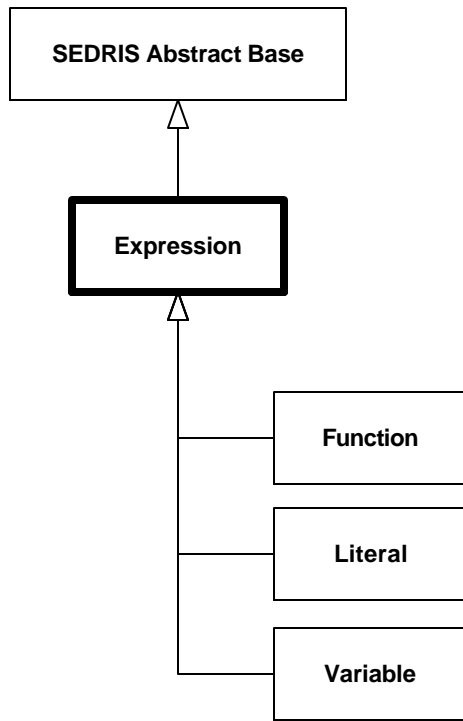 SEDRIS Abstract Base
Expression
Function
Literal
Variable